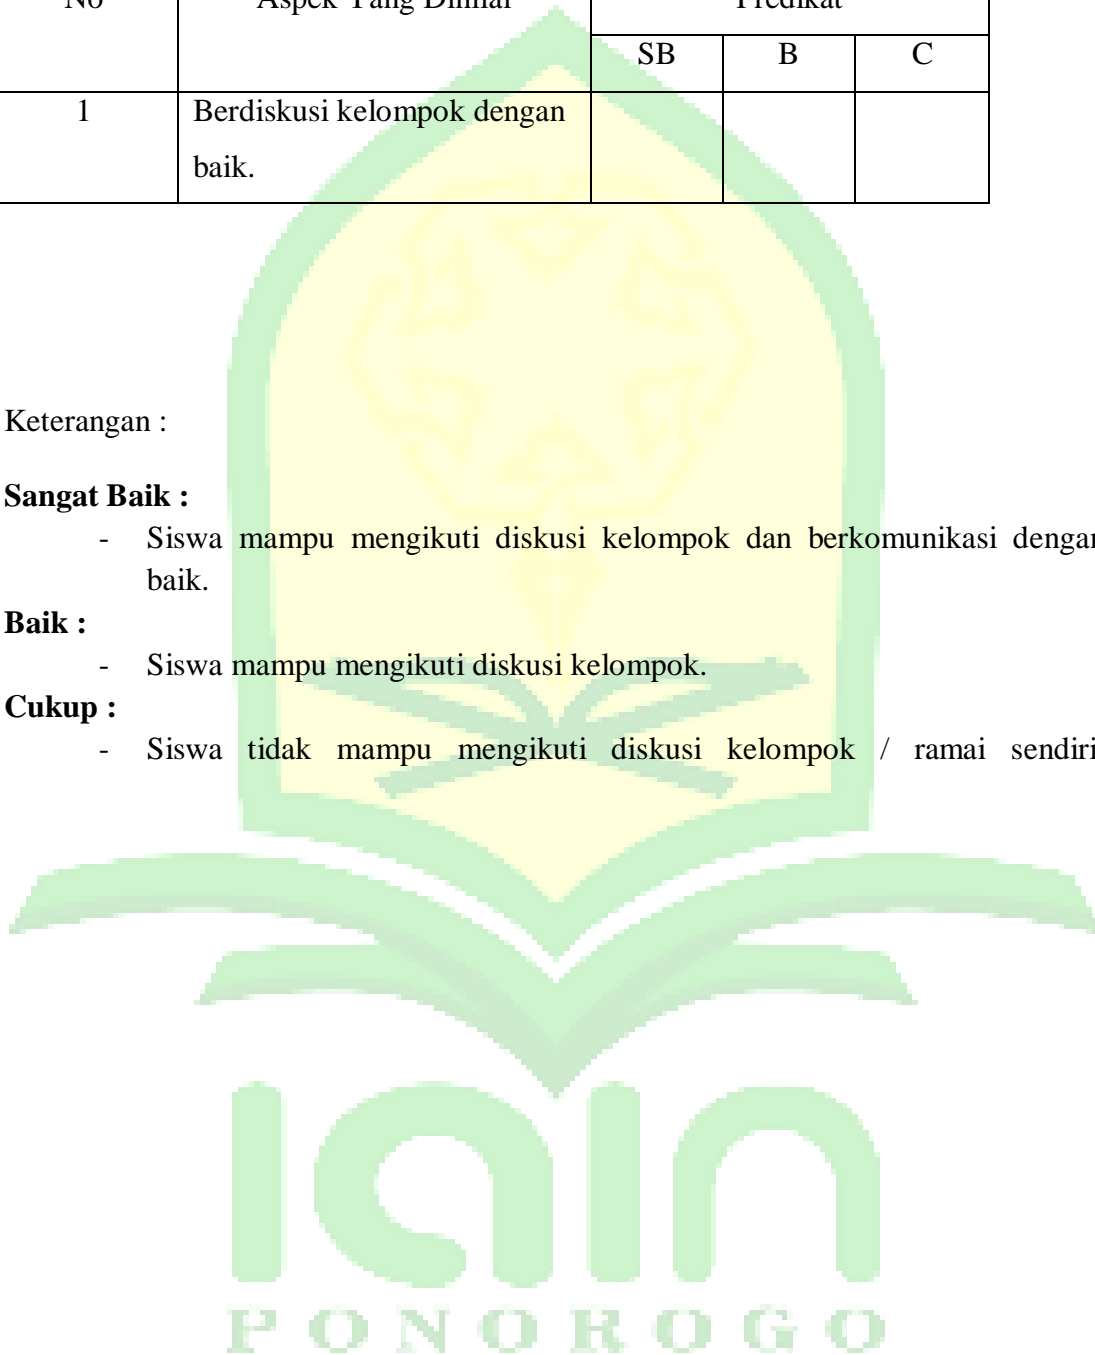 No Aspek Yang Dinilai Predikat
SB B C
1 Berdiskusi kelompok dengan
baik.
Keterangan :
Sangat Baik :
- Siswa mampu mengikuti diskusi kelompok dan berkomunikasi dengan
baik.
Baik :
- Siswa mampu mengikuti diskusi kelompok.
Cukup :
- Siswa tidak mampu mengikuti diskusi kelompok / ramai sendiri
iain
PONOROGO